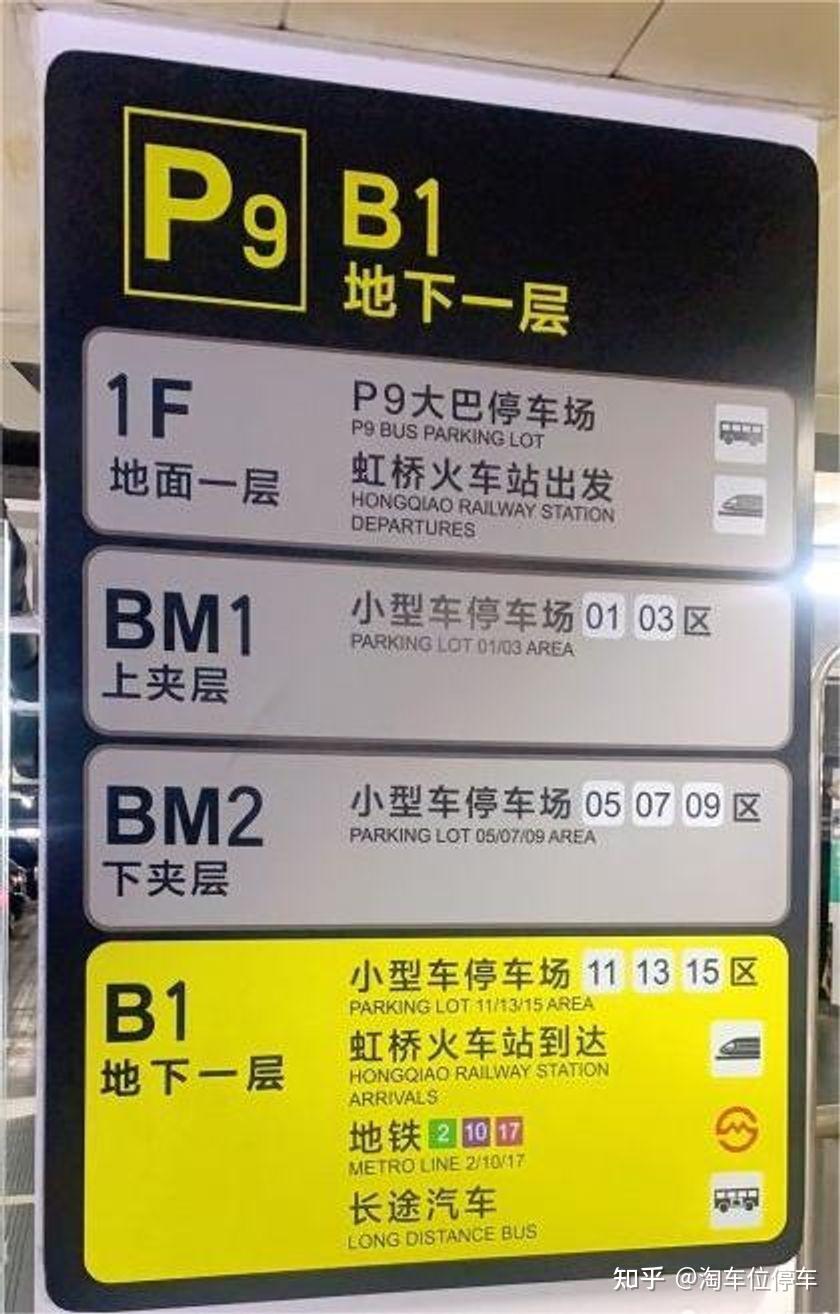 P9
B1
地下一层
1F
地面一层
P9大巴停车场
P9 BUS PARKING LOT
虹桥火车站出发
HONGQIAO RAILWAY STATION
DEPARTURES
BM1
上夹层
小型车停车场 01 03 区
PARKING LOT 01/03 AREA
BM2
下夹层
小型车停车场 05 07 09 区
PARKING LOT 05/07/09 AREA
B1
地下一层
小型车停车场 11 13 15 区
PARKING LOT 11/13/15 AREA
虹桥火车站到达
HONGQIAO RAILWAY STATION
ARRIVALS
地铁 2 10 17
METRO LINE 2/10/17
长途汽车
LONG DISTANCE BUS
知乎 @淘车位停车